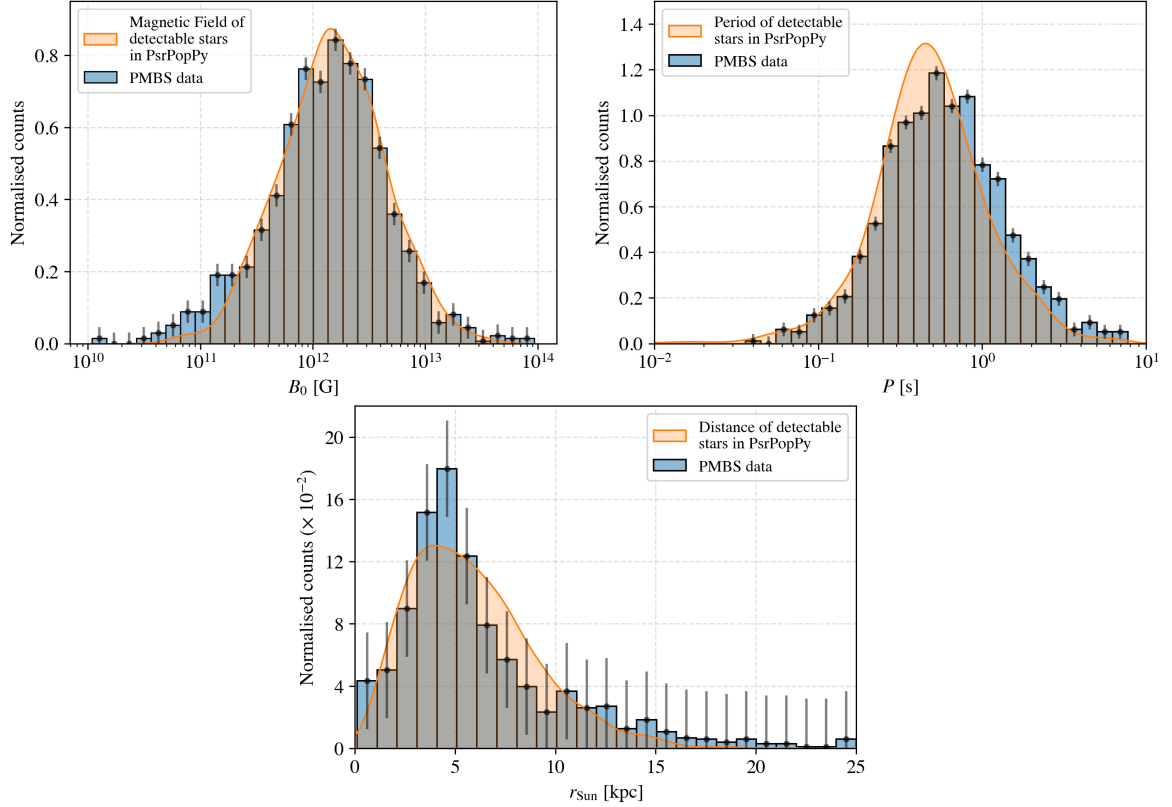 Magnetic Field of
detectable stars
in PsrPopPy
PMBS data
Normalised counts
0.8
0.6
0.4
0.2
0.0
10^10
10^11
10^12
10^13
10^14
B_0 [G]
Period of detectable
stars in PsrPopPy
PMBS data
Normalised counts
1.4
1.2
1.0
0.8
0.6
0.4
0.2
0.0
10^−2
10^−1
10^0
10^1
P [s]
Distance of detectable
stars in PsrPopPy
PMBS data
Normalised counts (× 10^−2)
20
16
12
8
4
0
0
5
10
15
20
25
r_Sun [kpc]